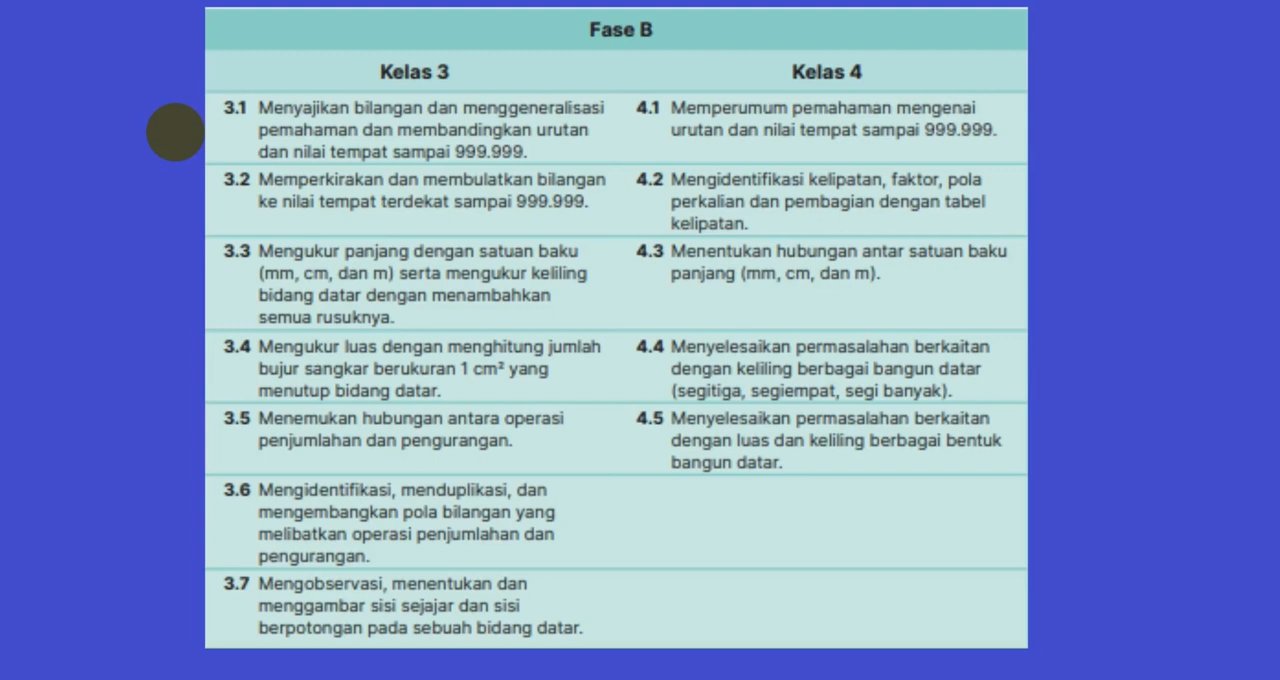 Fase B
Kelas 3
Kelas 4
3.1 Menyajikan bilangan dan menggeneralisasi
pemahaman dan membandingkan urutan
dan nilai tempat sampai 999.999.
4.1 Memperumum pemahaman mengenai
urutan dan nilai tempat sampai 999.999.
3.2 Memperkirakan dan membulatkan bilangan
ke nilai tempat terdekat sampai 999.999.
4.2 Mengidentifikasi kelipatan, faktor, pola
perkalian dan pembagian dengan tabel
kelipatan.
3.3 Mengukur panjang dengan satuan baku
(mm, cm, dan m) serta mengukur keliling
bidang datar dengan menambahkan
semua rusuknya.
4.3 Menentukan hubungan antar satuan baku
panjang (mm, cm, dan m).
3.4 Mengukur luas dengan menghitung jumlah
bujur sangkar berukuran 1 cm² yang
menutup bidang datar.
4.4 Menyelesaikan permasalahan berkaitan
dengan keliling berbagai bangun datar
(segitiga, segiempat, segi banyak).
3.5 Menemukan hubungan antara operasi
penjumlahan dan pengurangan.
4.5 Menyelesaikan permasalahan berkaitan
dengan luas dan keliling berbagai bentuk
bangun datar.
3.6 Mengidentifikasi, menduplikasi, dan
mengembangkan pola bilangan yang
melibatkan operasi penjumlahan dan
pengurangan.
3.7 Mengobservasi, menentukan dan
menggambar sisi sejajar dan sisi
berpotongan pada sebuah bidang datar.